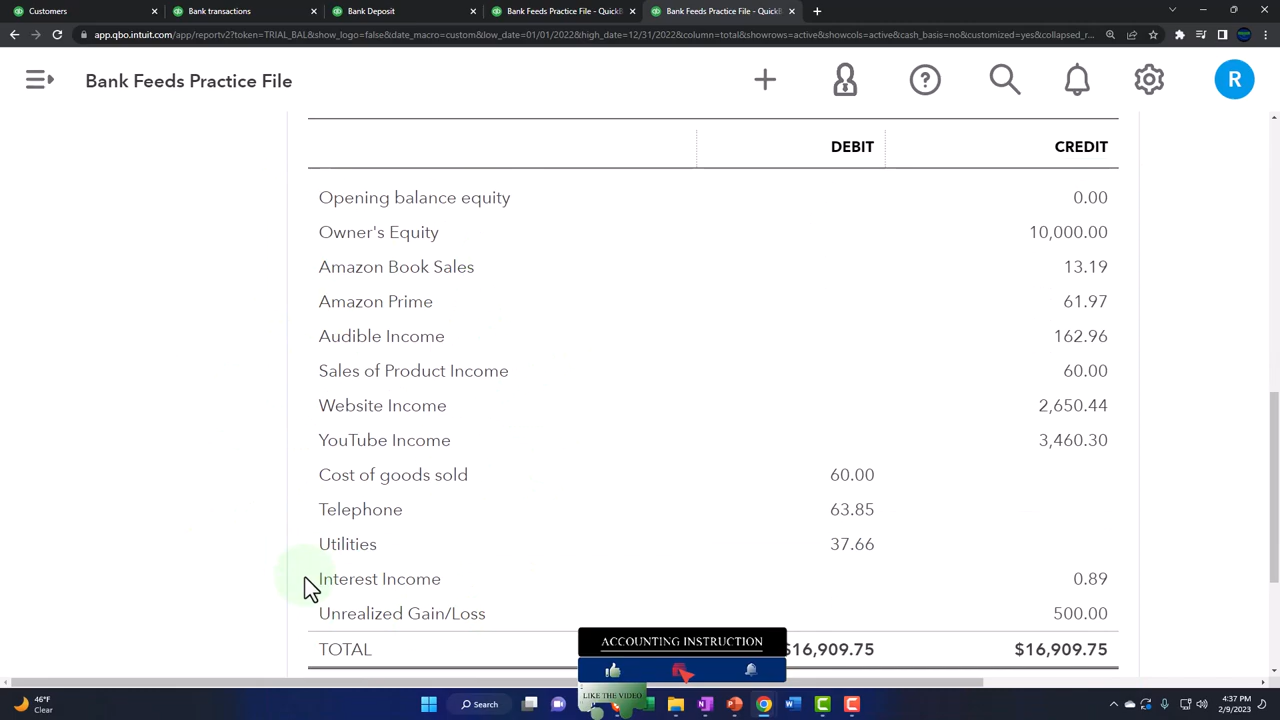 Customers
Bank transactions
QuickBooks
Bank Feeds Practice File - Quick
Bank Feeds Practice File - Quick
app.qbo.intuit.com/app/reportv2?token=TRIAL_BAL&show_logo=false&date_macro=custom&low_date=01/01/2022&high_date=12/31/2022&column=total&showrows=active&showcols=active&cash_basis=no&customized=yes&collapsed_r...
Bank Feeds Practice File
R
DEBIT CREDIT
Opening balance equity 0.00
Owner's Equity 10,000.00
Amazon Book Sales 13.19
Amazon Prime 61.97
Audible Income 162.96
Sales of Product Income 60.00
Website Income 2,650.44
YouTube Income 3,460.30
Cost of goods sold 60.00
Telephone 63.85
Utilities 37.66
Interest Income 0.89
Unrealized Gain/Loss 500.00
TOTAL $16,909.75 $16,909.75
ACCOUNTING INSTRUCTION
LIKE THE VIDEO
46°F
Clear
Search
4:37 PM
2/9/2023